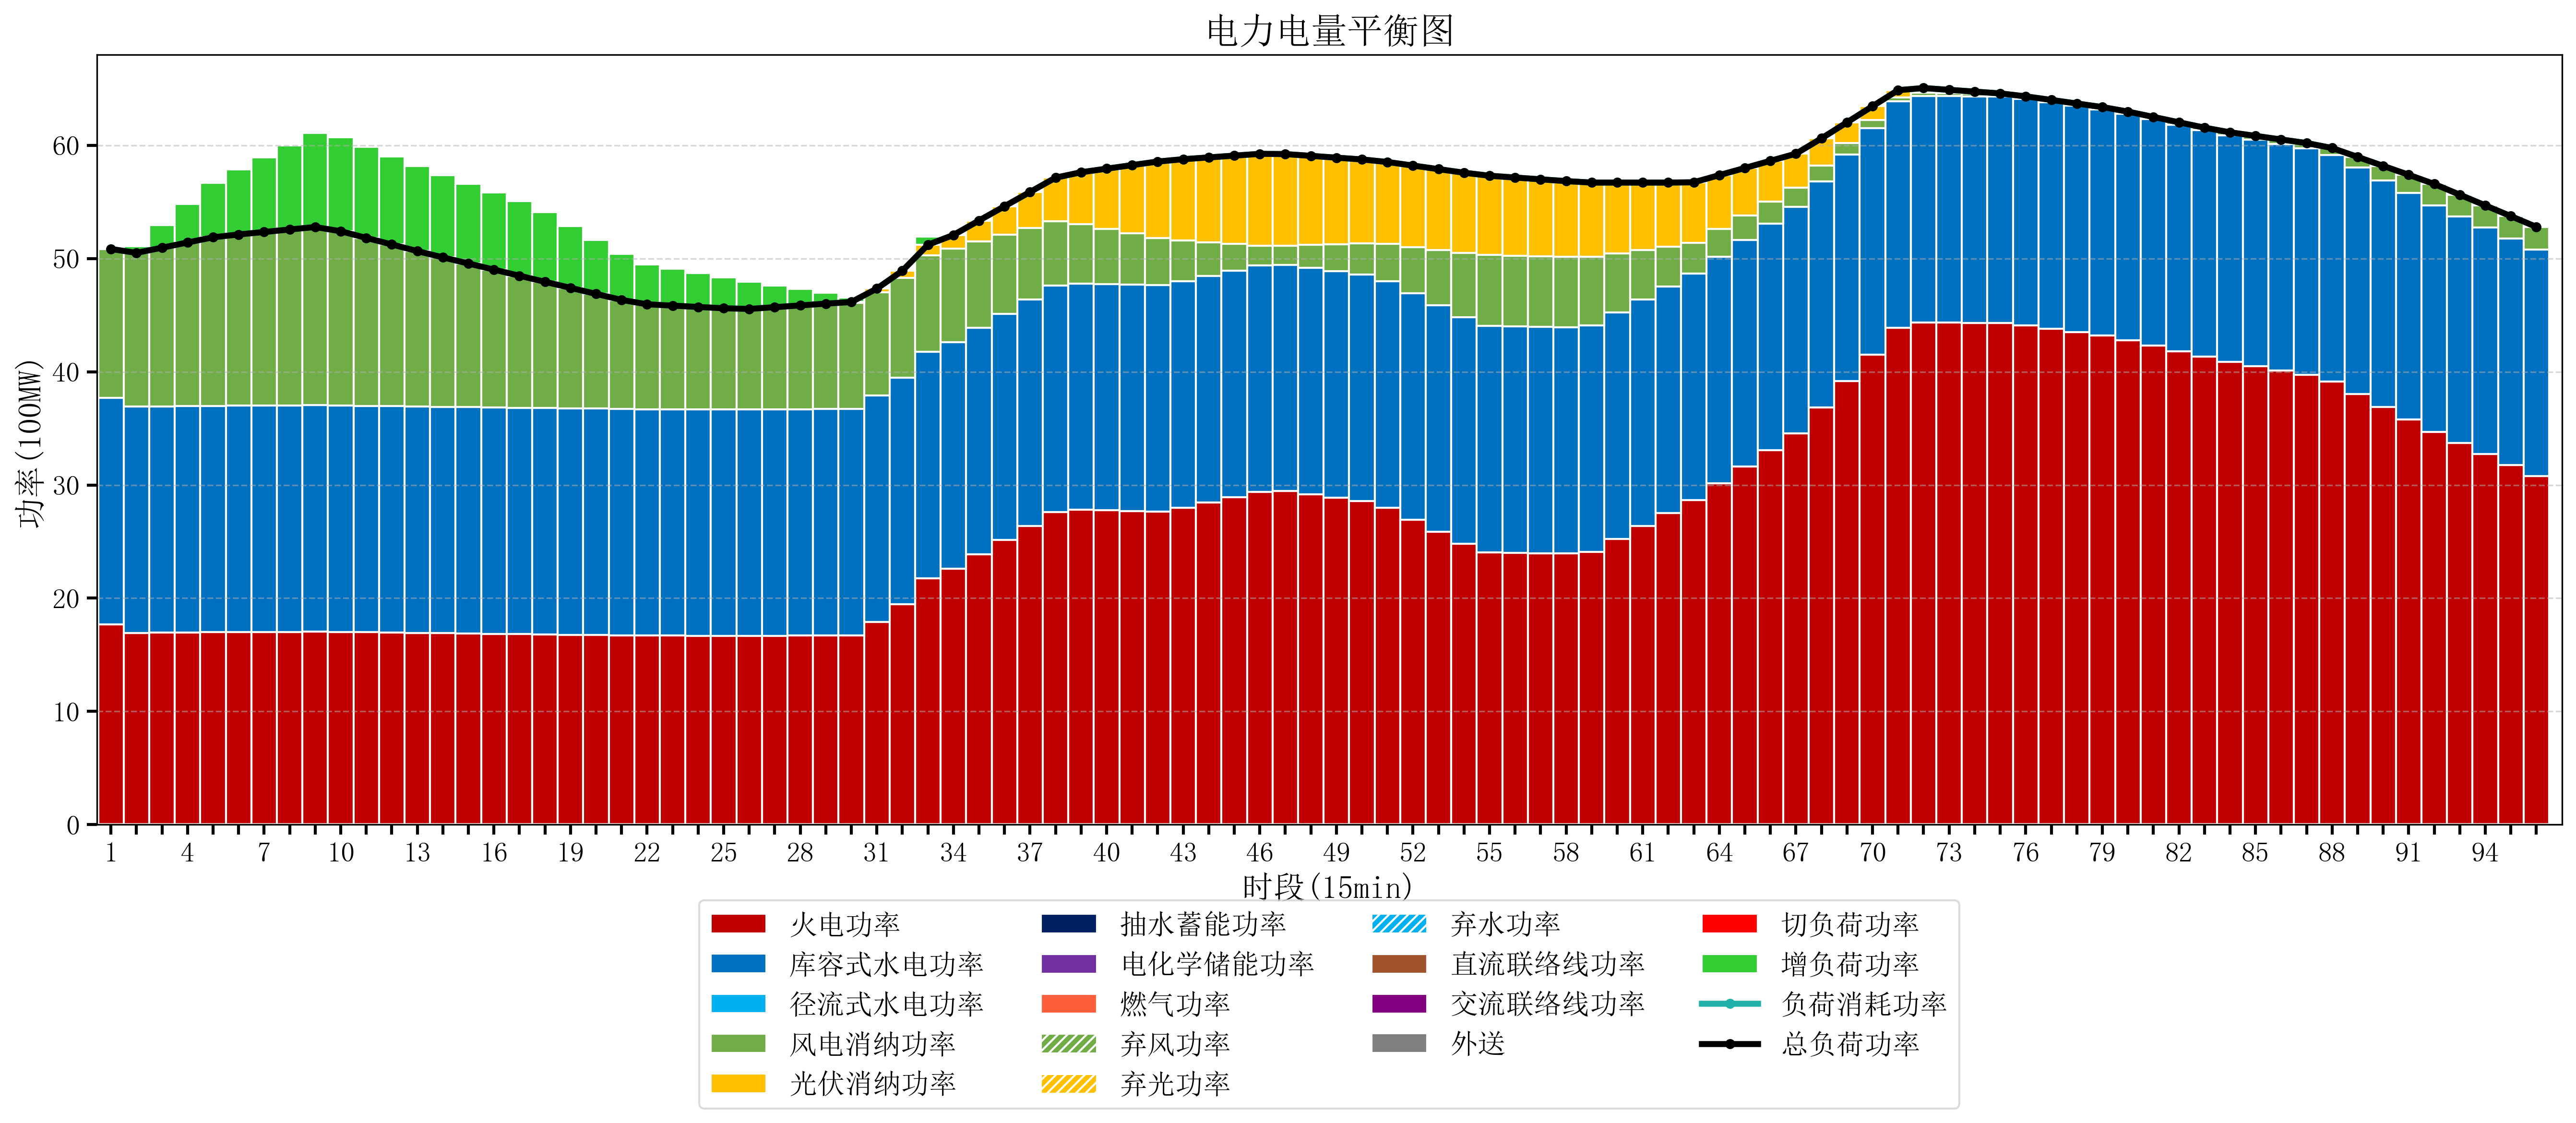 电力电量平衡图
功率(100MW)
60
50
40
30
20
10
0
1 4 7 10 13 16 19 22 25 28 31 34 37 40 43 46 49 52 55 58 61 64 67 70 73 76 79 82 85 88 91 94
时段(15min)
火电功率 抽水蓄能功率 弃水功率 切负荷功率
库容式水电功率 电化学储能功率 直流联络线功率 增负荷功率
径流式水电功率 燃气功率 交流联络线功率 负荷消耗功率
风电消纳功率 弃风功率 外送 总负荷功率
光伏消纳功率 弃光功率